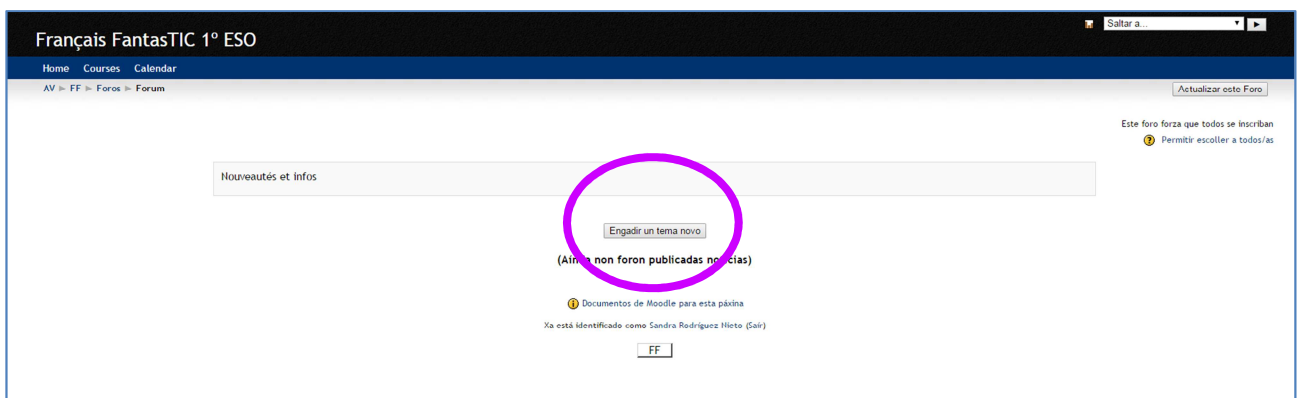 Français FantasTIC 1º ESO
Saltar a...
Home Courses Calendar
AV ► FF ► Foros ► Forum
Actualizar este Foro
Este foro forza que todos se inscriban
Permitir escoller a todos/as
Nouveautés et infos
Engadir un tema novo
(Aínda non foron publicadas noticias)
Documentos de Moodle para esta páxina
Xa está identificado como Sandra Rodríguez Nieto (Saír)
FF